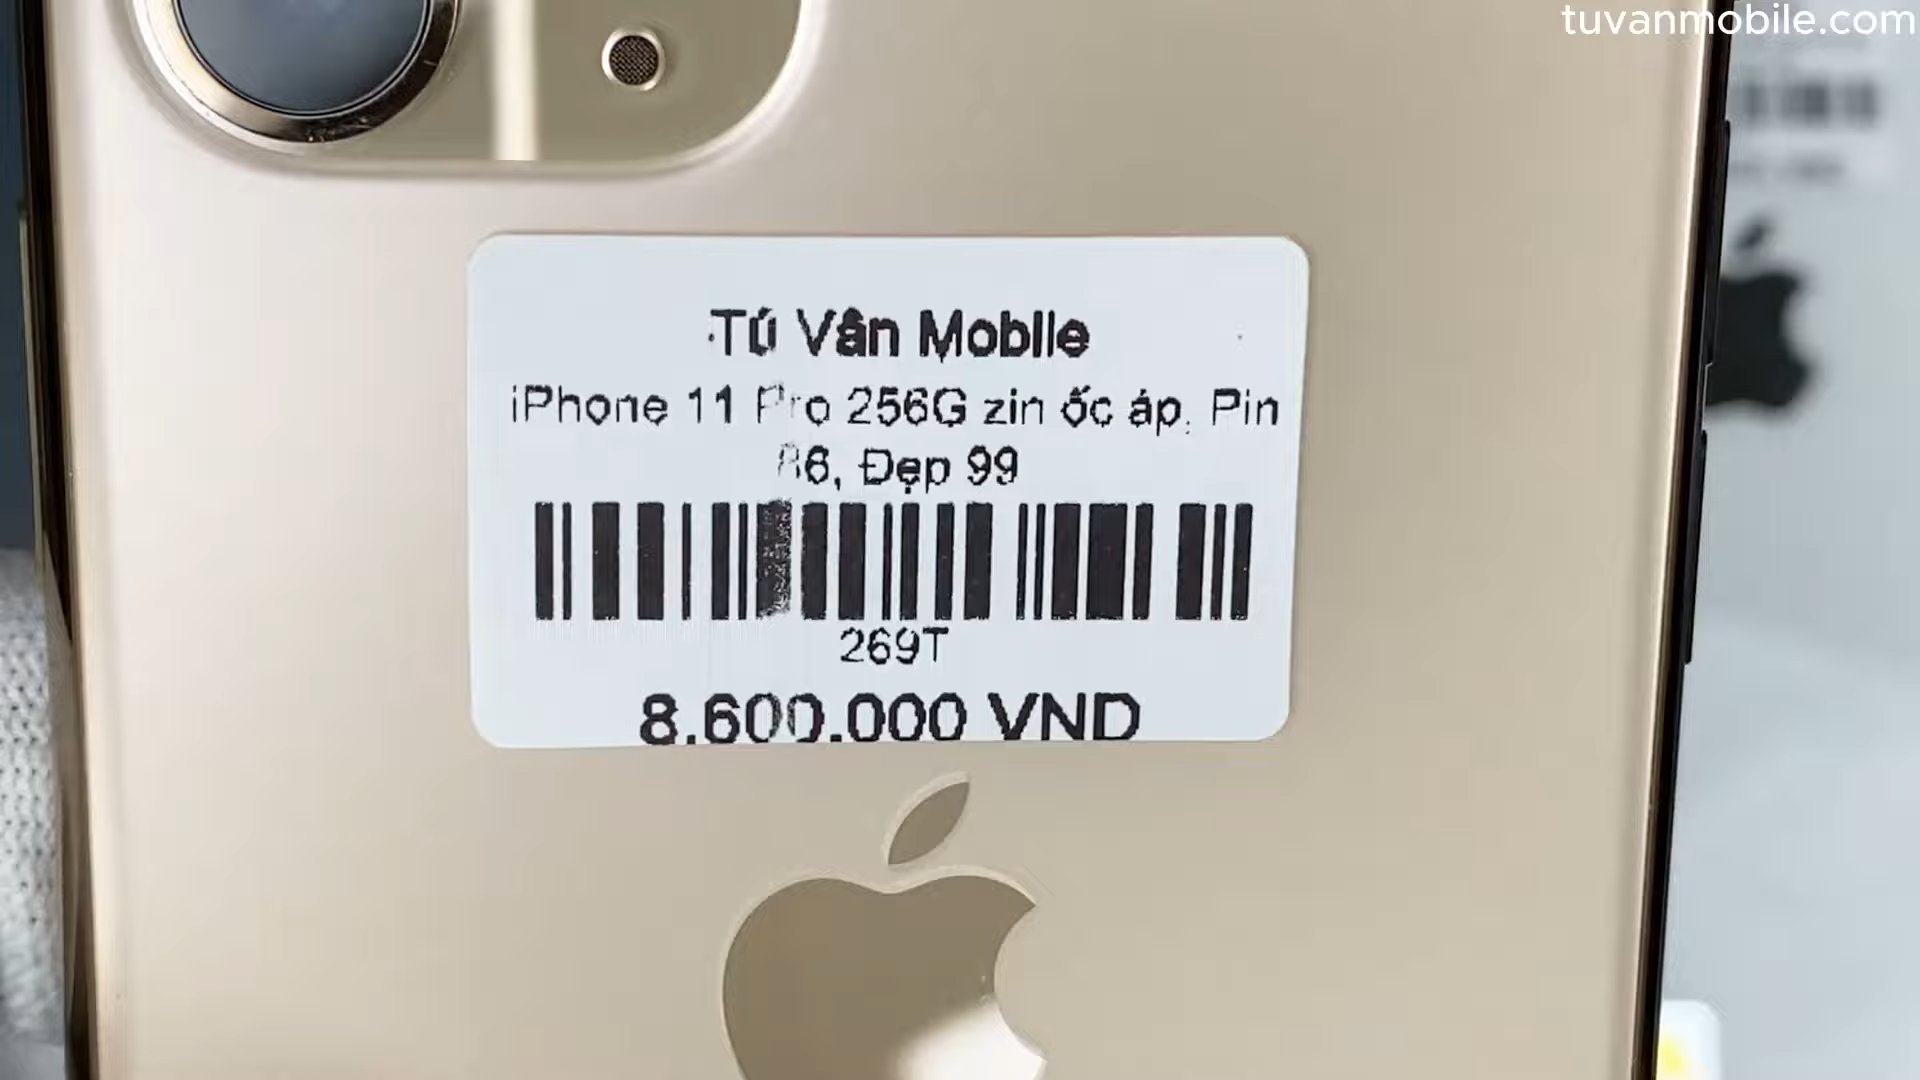 tuvanmobile.com
Tú Vân Mobile
iPhone 11 Pro 256G zin ốc áp, Pin
86, Đẹp 99
269T
8.600.000 VND